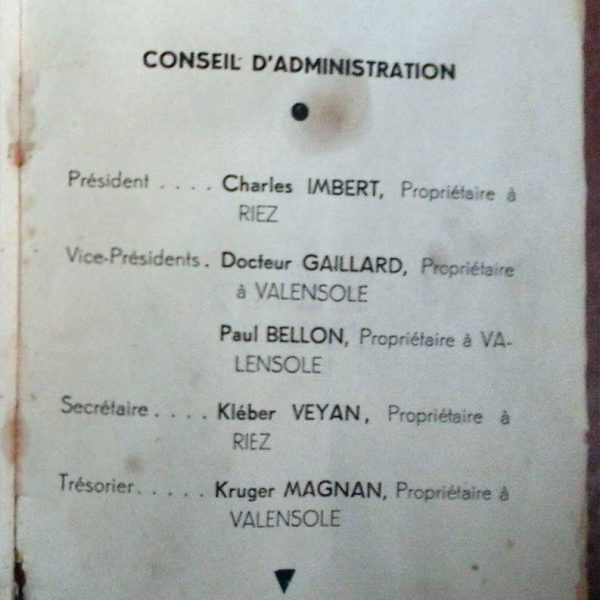 CONSEIL D'ADMINISTRATION
Président .... Charles IMBERT, Propriétaire à
RIEZ
Vice-Présidents. Docteur GAILLARD, Propriétaire
à VALENSOLE
Paul BELLON, Propriétaire à VA-
LENSOLE
Secrétaire .... Kléber VEYAN, Propriétaire à
RIEZ
Trésorier..... Kruger MAGNAN, Propriétaire à
VALENSOLE